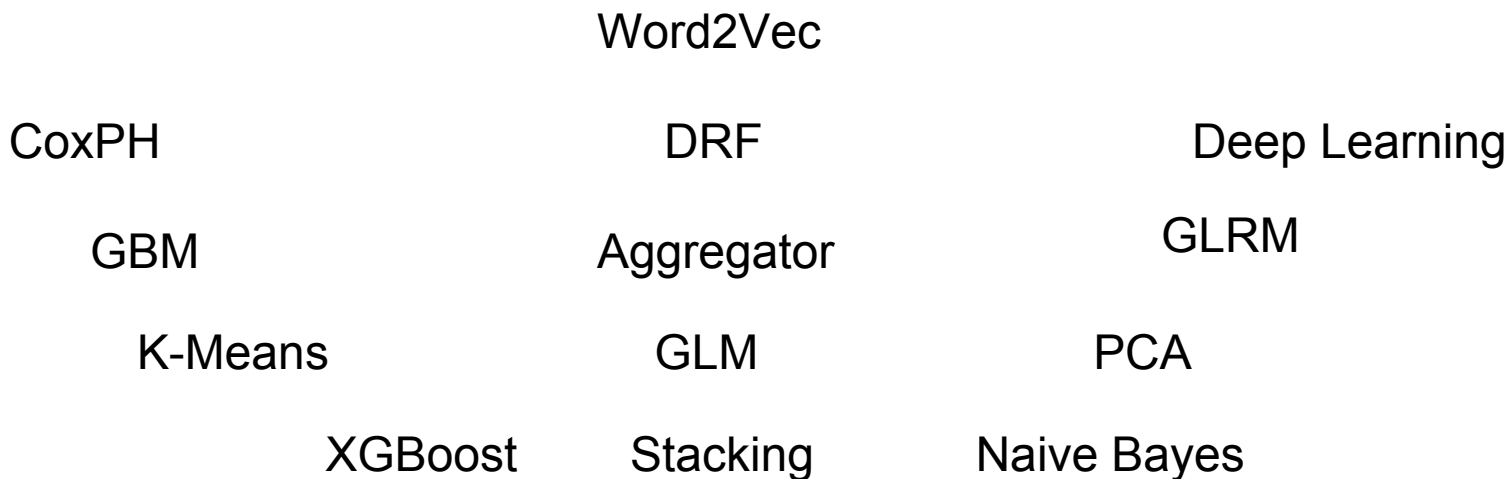 Word2Vec
CoxPH DRF Deep Learning
GBM Aggregator GLRM
K-Means GLM PCA
XGBoost Stacking Naive Bayes